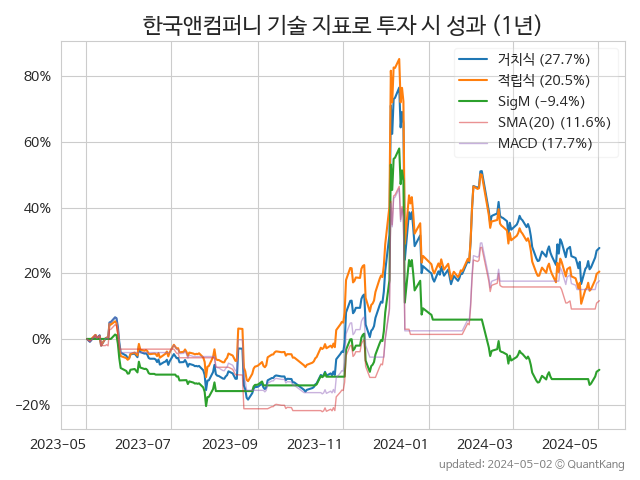 한국앤컴퍼니 기술 지표로 투자 시 성과 (1년)
80%
60%
40%
20%
0%
−20%
거치식 (27.7%)
적립식 (20.5%)
SigM (−9.4%)
SMA(20) (11.6%)
MACD (17.7%)
2023-05
2023-07
2023-09
2023-11
2024-01
2024-03
2024-05
updated: 2024-05-02 © QuantKang